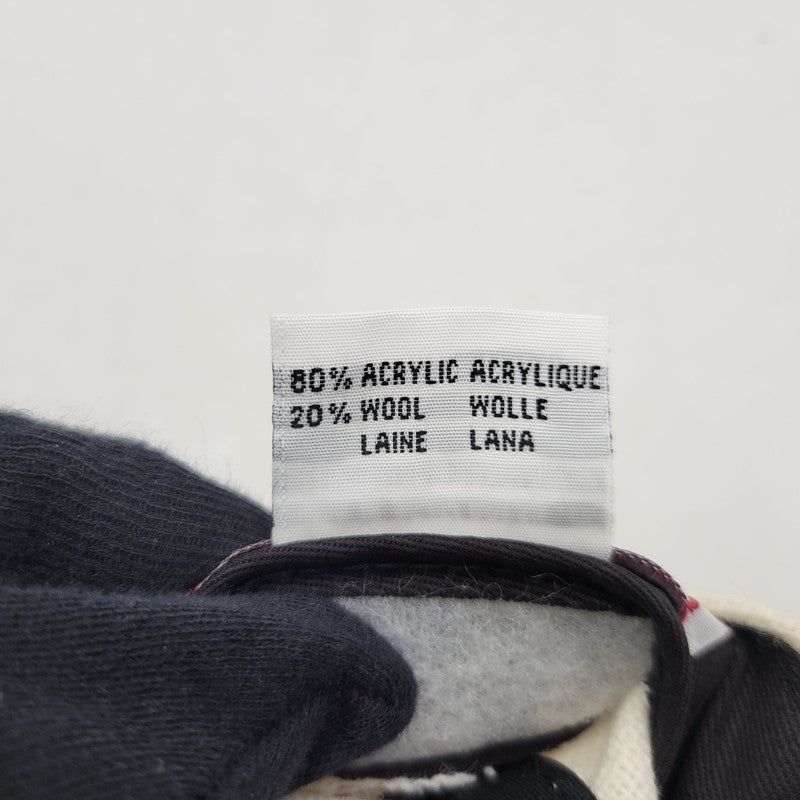 80% ACRYLIC ACRYLIQUE
20% WOOL WOLLE
LAINE LANA